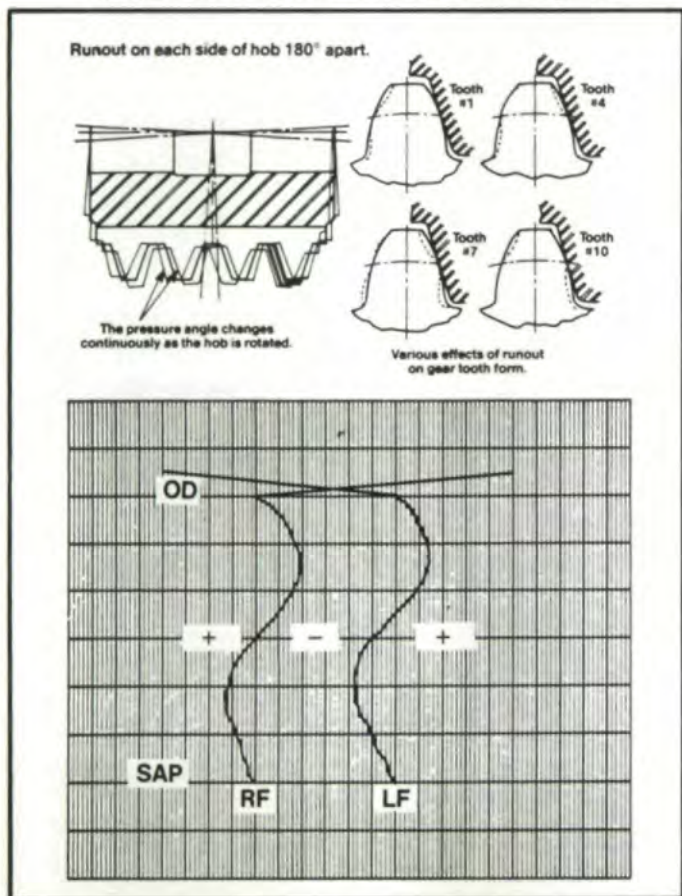 Runout on each side of hob 180° apart.
Tooth
#1
Tooth
#4
Tooth
#7
Tooth
#10
The pressure angle changes
continuously as the hob is rotated.
Various effects of runout
on gear tooth form.
OD
+ − +
SAP
RF LF